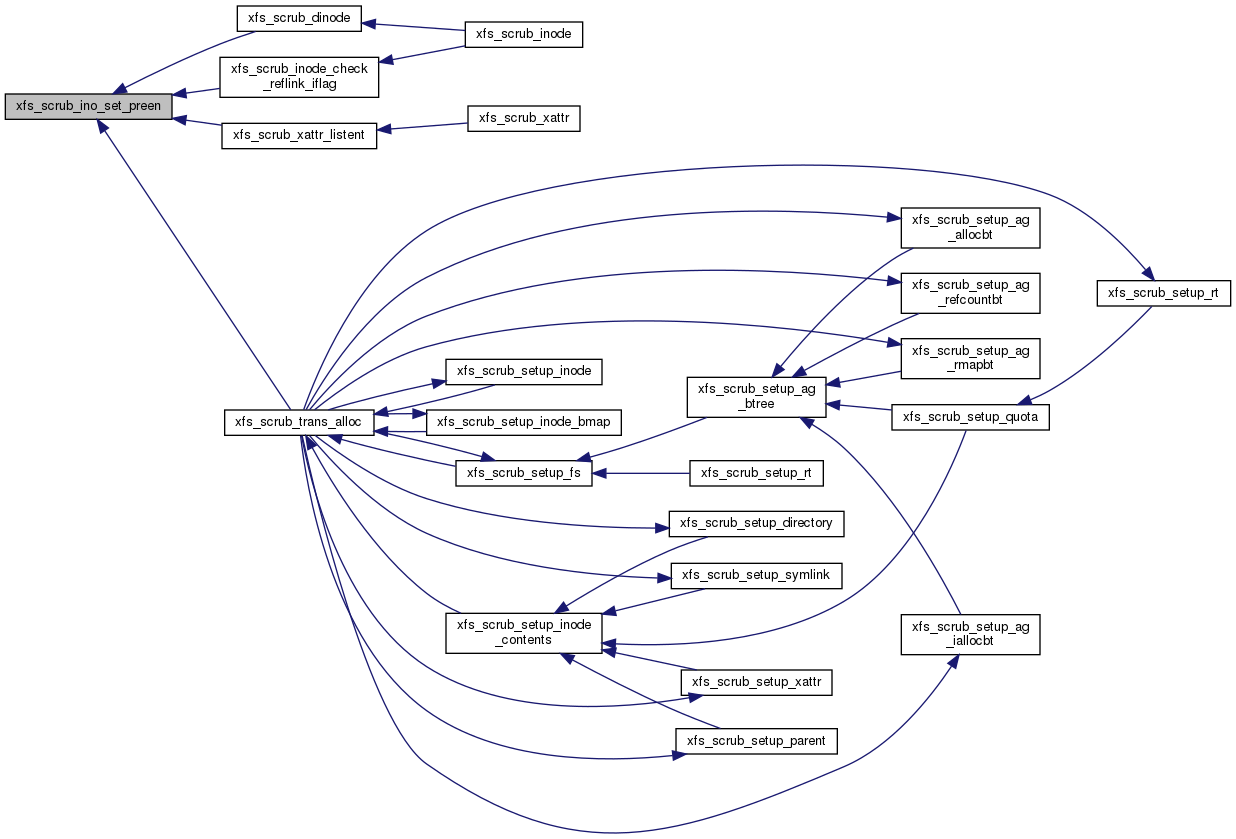 xfs_scrub_dinode
xfs_scrub_inode
xfs_scrub_inode_check
_reflink_iflag
xfs_scrub_ino_set_preen
xfs_scrub_xattr
xfs_scrub_xattr_listent
xfs_scrub_setup_ag
_allocbt
xfs_scrub_setup_ag
_refcountbt
xfs_scrub_setup_rt
xfs_scrub_setup_ag
_rmapbt
xfs_scrub_setup_inode
xfs_scrub_setup_ag
_btree
xfs_scrub_setup_quota
xfs_scrub_trans_alloc
xfs_scrub_setup_inode_bmap
xfs_scrub_setup_fs
xfs_scrub_setup_rt
xfs_scrub_setup_directory
xfs_scrub_setup_symlink
xfs_scrub_setup_inode
_contents
xfs_scrub_setup_ag
_iallocbt
xfs_scrub_setup_xattr
xfs_scrub_setup_parent